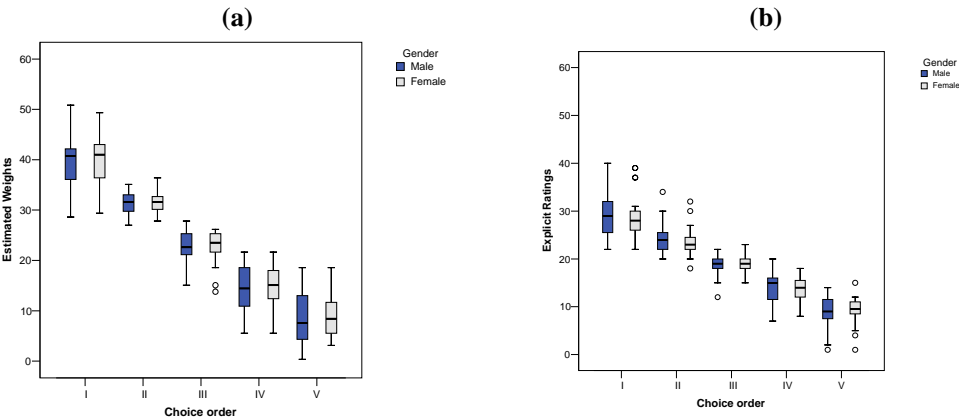 (a)
Gender
Male
Female
60
50
40
30
20
10
0
Estimated Weights
I II III IV V
Choice order
(b)
Gender
Male
Female
60
50
40
30
20
10
0
Explicit Ratings
I II III IV V
Choice order